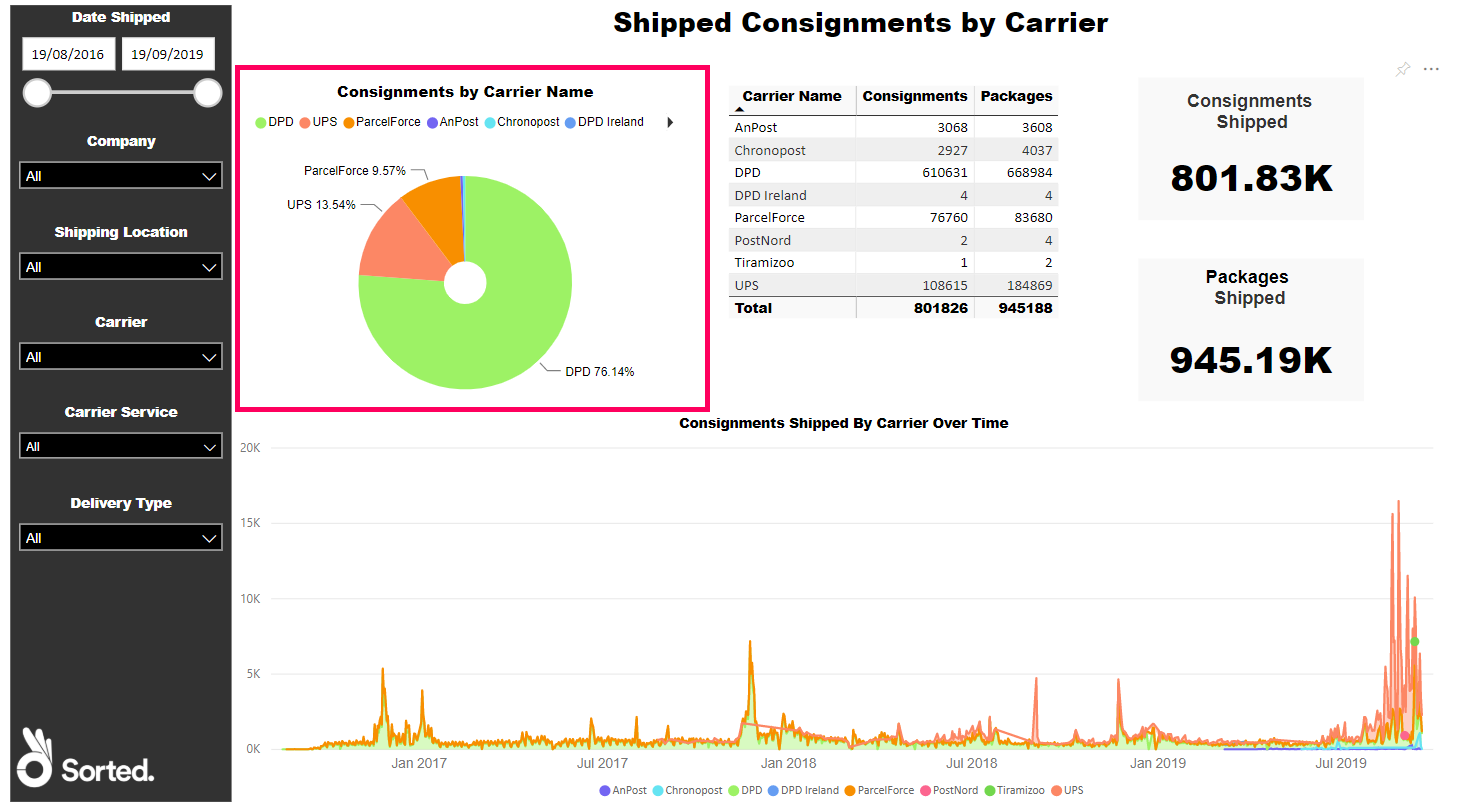 Shipped Consignments by Carrier
Date Shipped
19/08/2016 19/09/2019
Company
All
Shipping Location
All
Carrier
All
Carrier Service
All
Delivery Type
All
Sorted.
Consignments by Carrier Name
DPD UPS ParcelForce AnPost Chronopost DPD Ireland
ParcelForce 9.57%
UPS 13.54%
DPD 76.14%
Carrier Name Consignments Packages
AnPost 3068 3608
Chronopost 2927 4037
DPD 610631 668984
DPD Ireland 4 4
ParcelForce 76760 83680
PostNord 2 4
Tiramizoo 1 2
UPS 108615 184869
Total 801826 945188
Consignments
Shipped
801.83K
Packages
Shipped
945.19K
Consignments Shipped By Carrier Over Time
20K
15K
10K
5K
0K
Jan 2017 Jul 2017 Jan 2018 Jul 2018 Jan 2019 Jul 2019
AnPost Chronopost DPD DPD Ireland ParcelForce PostNord Tiramizoo UPS